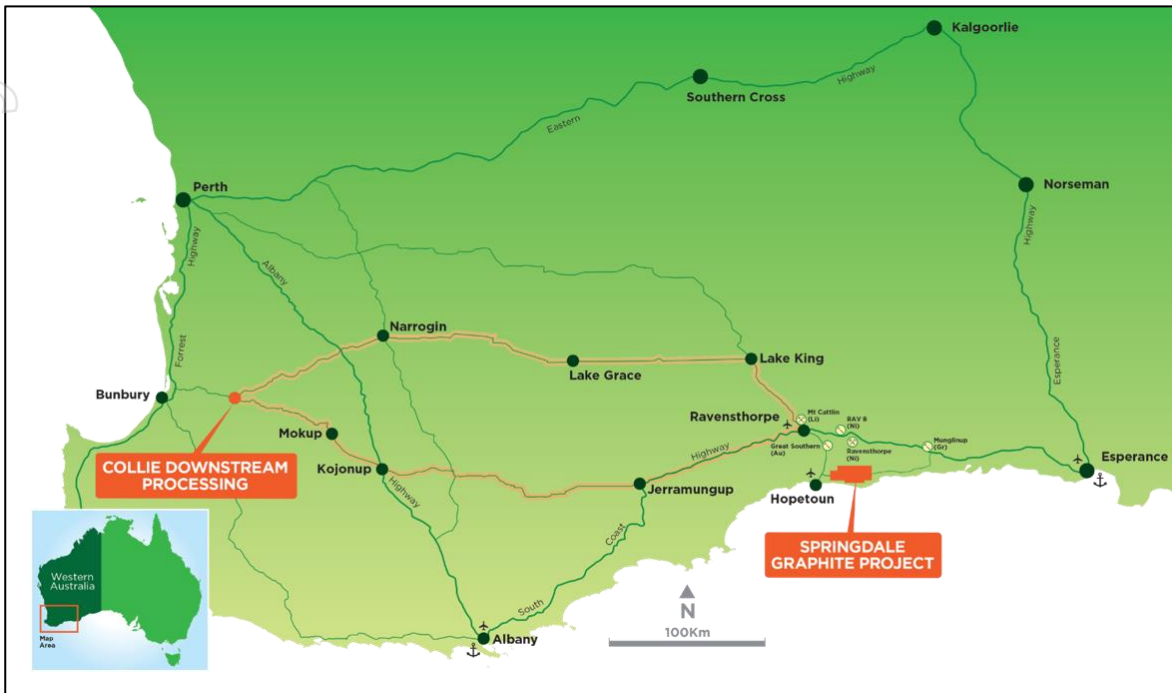 Kalgoorlie
Highway
Southern Cross
Eastern
Perth
Norseman
Highway
Highway
Albany
Narrogin
Forrest
Lake King
Lake Grace
Esperance
Bunbury
Mt Cattlin
(Li)
RAV 8
(Ni)
Ravensthorpe
Great Southern
(Au)
Ravensthorpe
(Ni)
Munglinup
(Gr)
Mokup
Highway
COLLIE DOWNSTREAM
PROCESSING
Kojonup
Esperance
Highway
Jerramungup
Hopetoun
SPRINGDALE
GRAPHITE PROJECT
Coast
Western
Australia
South
N
100Km
Albany
Map
Area